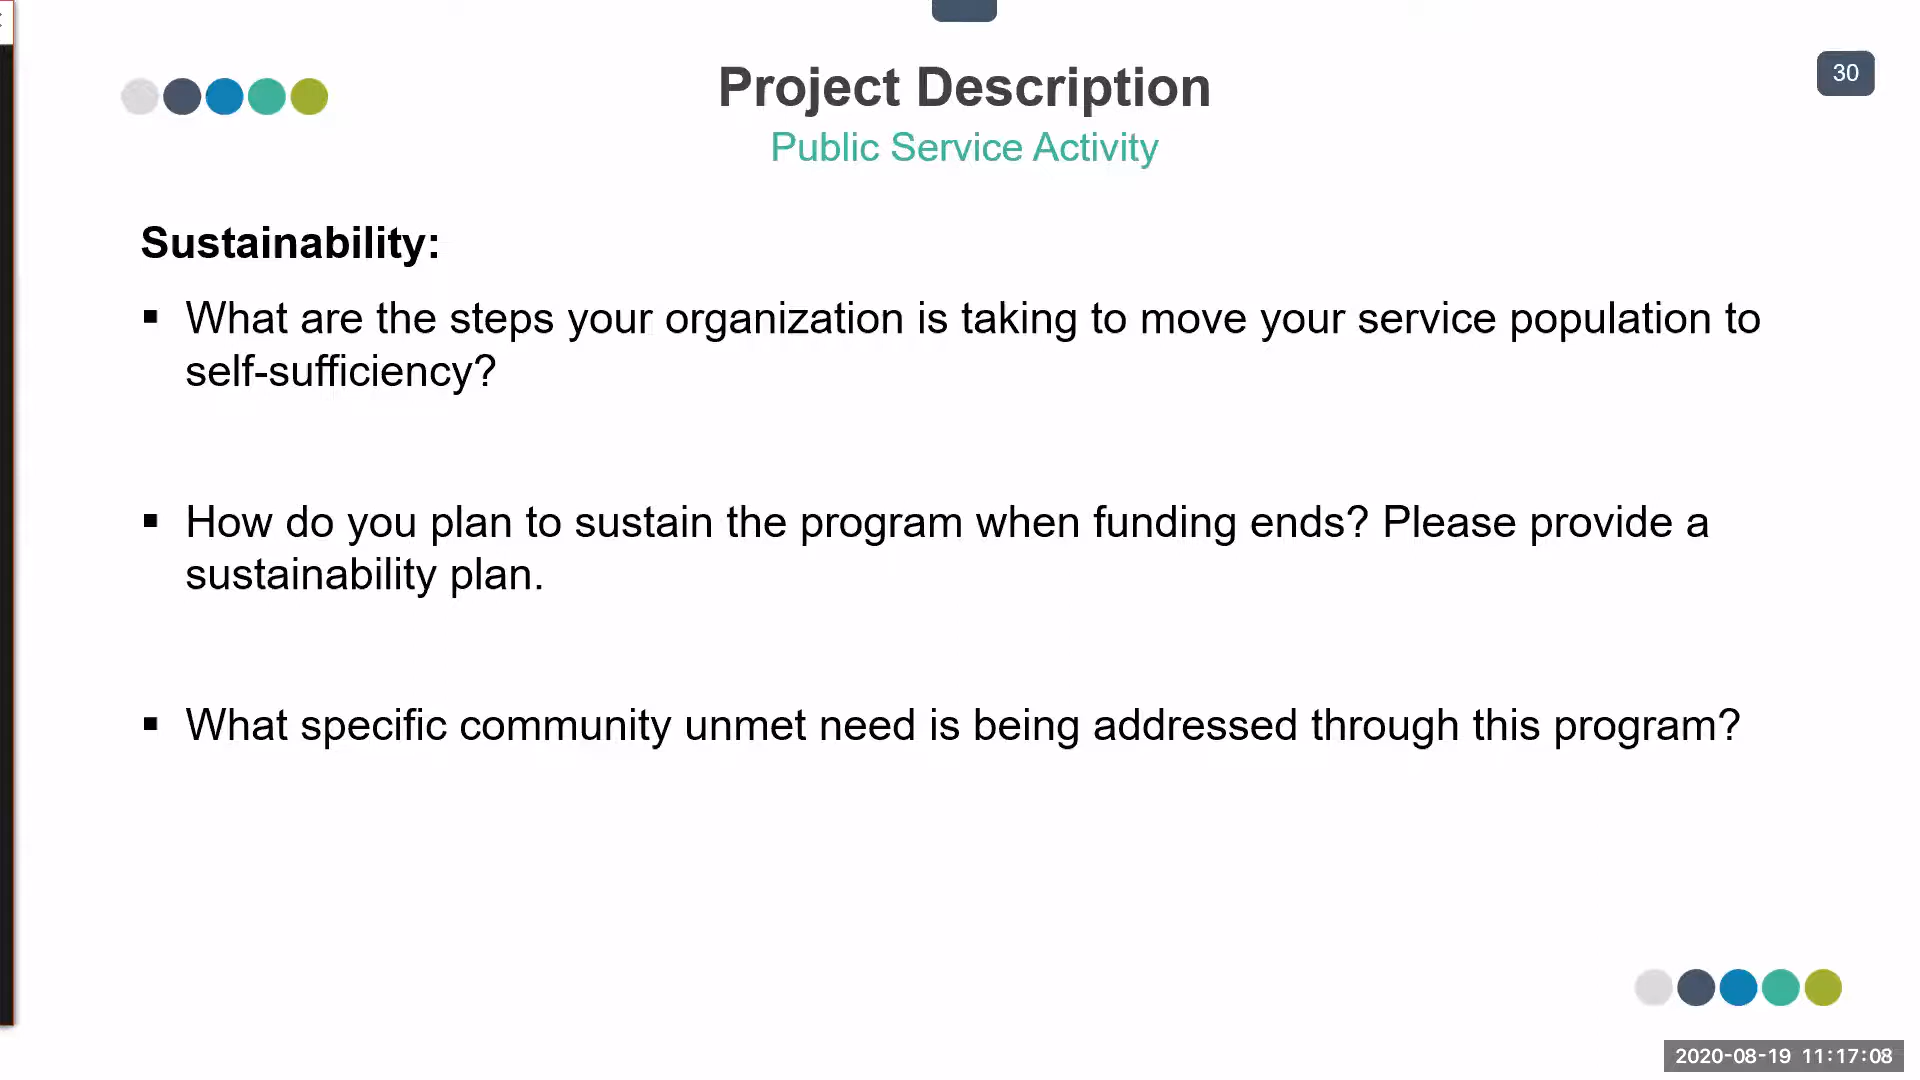 Project Description
30
Public Service Activity
Sustainability:
▪ What are the steps your organization is taking to move your service population to
self-sufficiency?
▪ How do you plan to sustain the program when funding ends? Please provide a
sustainability plan.
▪ What specific community unmet need is being addressed through this program?
2020-08-19 11:17:08